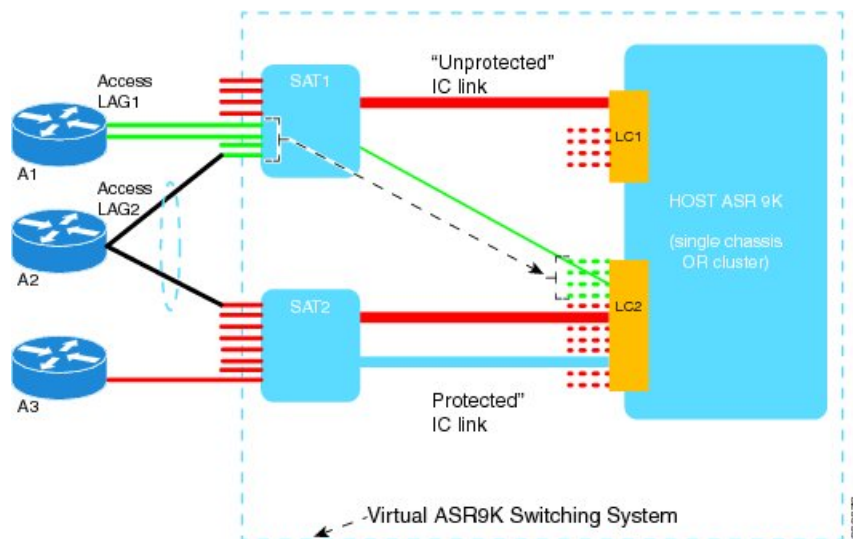 Access
LAG1
A1
Access
LAG2
A2
A3
SAT1
SAT2
“Unprotected”
IC link
Protected”
IC link
LC1
LC2
HOST ASR 9K
(single chassis
OR cluster)
Virtual ASR9K Switching System